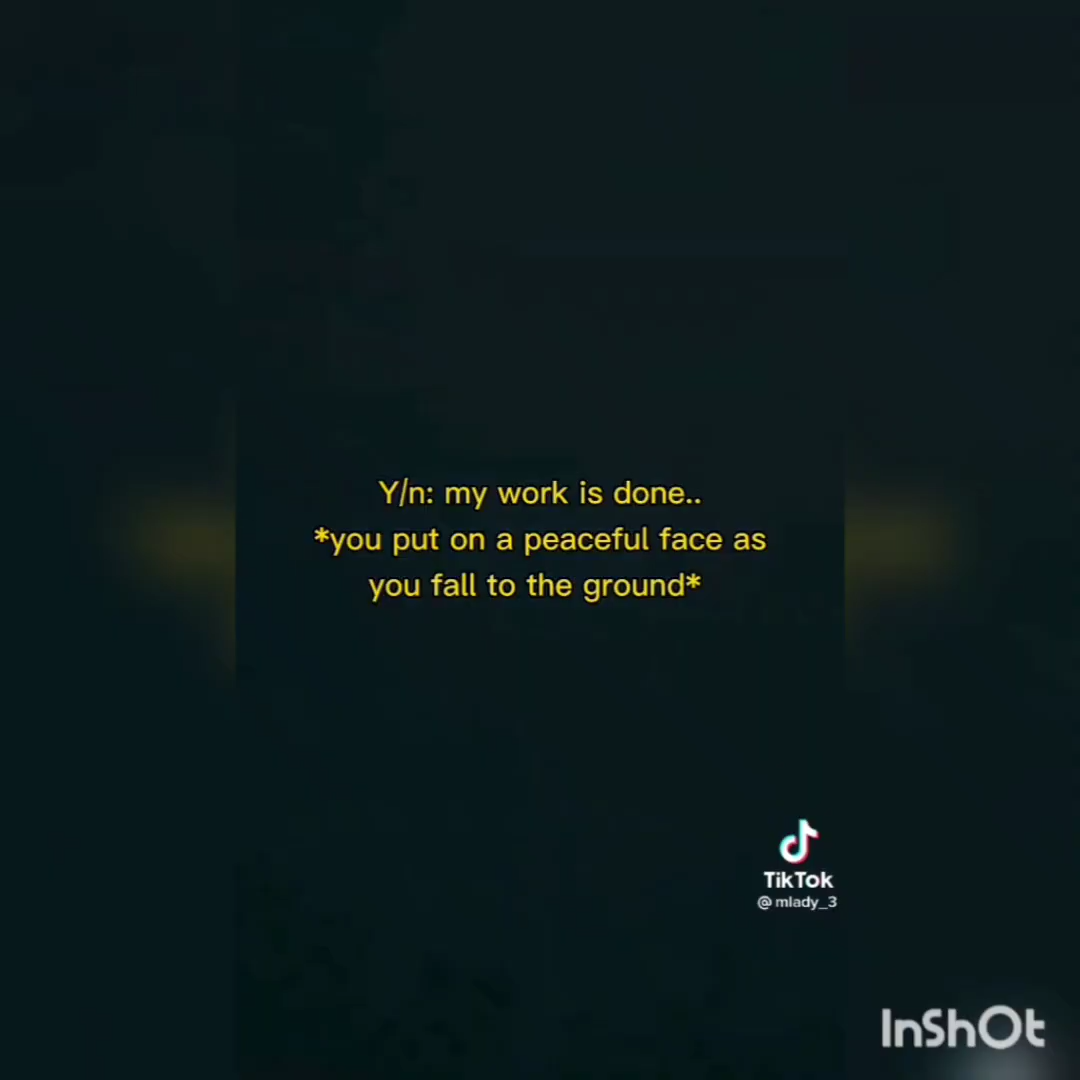 Y/n: my work is done..
*you put on a peaceful face as
you fall to the ground*
TikTok
@mlady_3
InShOt